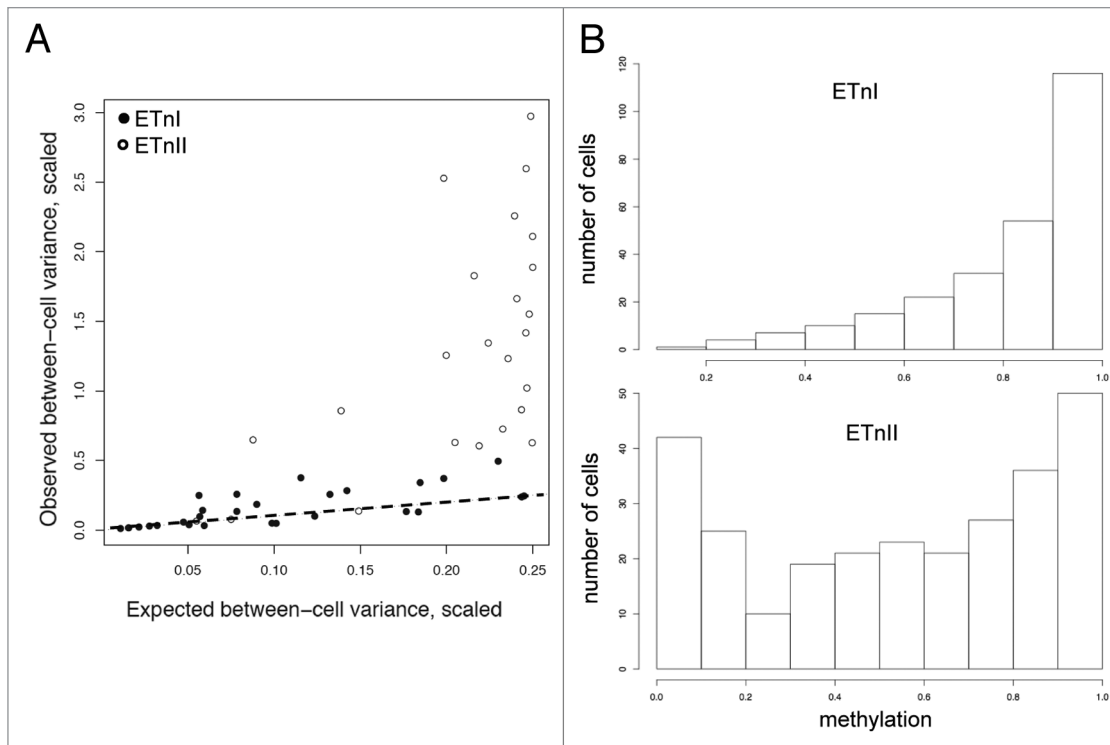 A
ETnI
ETnII
Observed between-cell variance, scaled
3.0
2.5
2.0
1.5
1.0
0.5
0.0
0.05 0.10 0.15 0.20 0.25
Expected between-cell variance, scaled
B
ETnI
number of cells
120
100
80
60
40
20
0
0.2 0.4 0.6 0.8 1.0
ETnII
number of cells
50
40
30
20
10
0
0.0 0.2 0.4 0.6 0.8 1.0
methylation